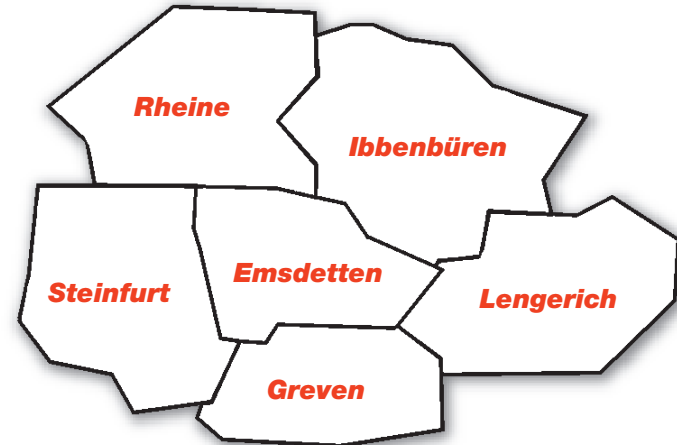 Rheine
Ibbenbüren
Steinfurt
Emsdetten
Lengerich
Greven